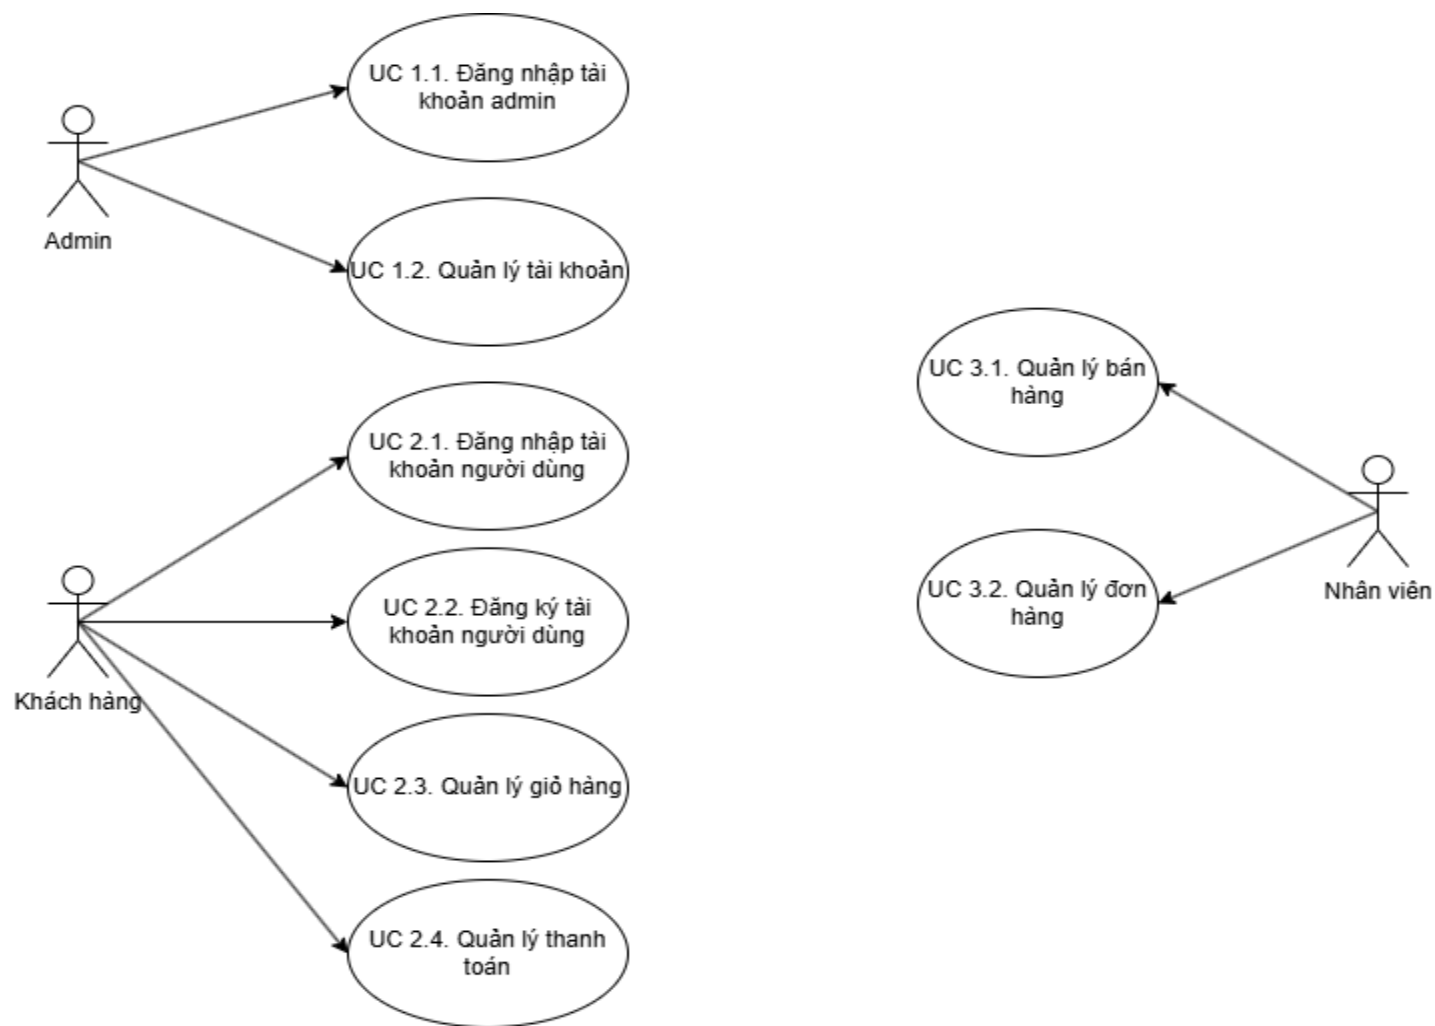 UC 1.1. Đăng nhập tài
khoản admin
Admin
UC 1.2. Quản lý tài khoản
UC 2.1. Đăng nhập tài
khoản người dùng
UC 2.2. Đăng ký tài
khoản người dùng
Khách hàng
UC 2.3. Quản lý giỏ hàng
UC 2.4. Quản lý thanh
toán
UC 3.1. Quản lý bán
hàng
UC 3.2. Quản lý đơn
hàng
Nhân viên